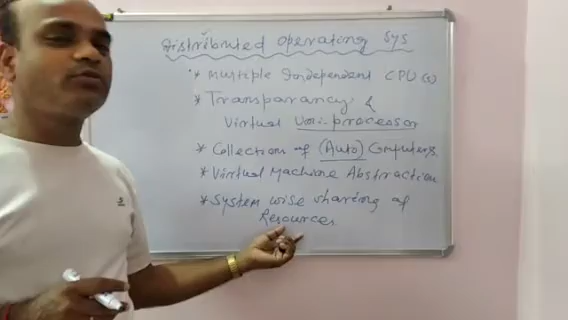 Distributed Operating Sys
* Multiple Independent CPU(s)
* Transparancy &
Virtual Uni-processor
* Collections of (Auto) Computers
* Virtual Machine Abstraction
* System wise sharing of
Resources